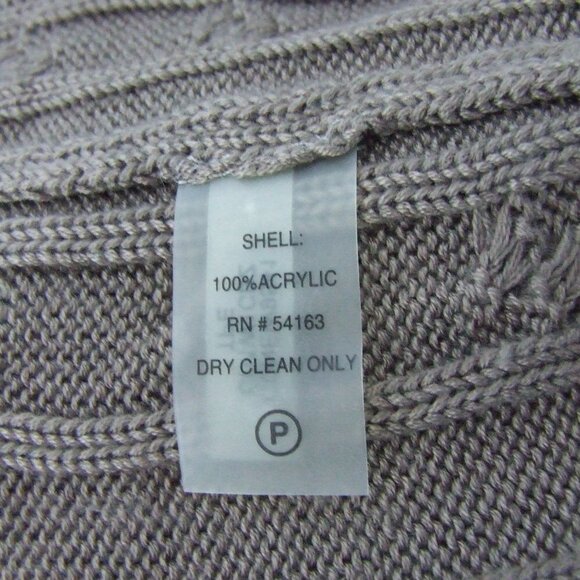 SHELL:
100%ACRYLIC
RN # 54163
DRY CLEAN ONLY
P